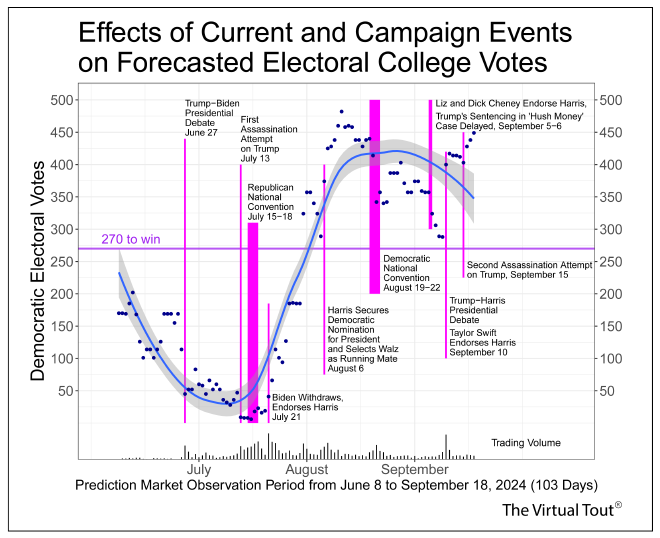 Effects of Current and Campaign Events
on Forecasted Electoral College Votes
Democratic Electoral Votes
500
450
400
350
300
250
200
150
100
50
500
450
400
350
300
250
200
150
100
50
270 to win
Trump−Biden
Presidential
Debate
June 27
First
Assassination
Attempt
on Trump
July 13
Republican
National
Convention
July 15−18
Biden Withdraws,
Endorses Harris
July 21
Harris Secures
Democratic
Nomination
for President
and Selects Walz
as Running Mate
August 6
Democratic
National
Convention
August 19−22
Liz and Dick Cheney Endorse Harris,
Trump's Sentencing in 'Hush Money'
Case Delayed, September 5−6
Second Assassination Attempt
on Trump, September 15
Trump−Harris
Presidential
Debate
Taylor Swift
Endorses Harris
September 10
Trading Volume
July
August
September
Prediction Market Observation Period from June 8 to September 18, 2024 (103 Days)
The Virtual Tout®